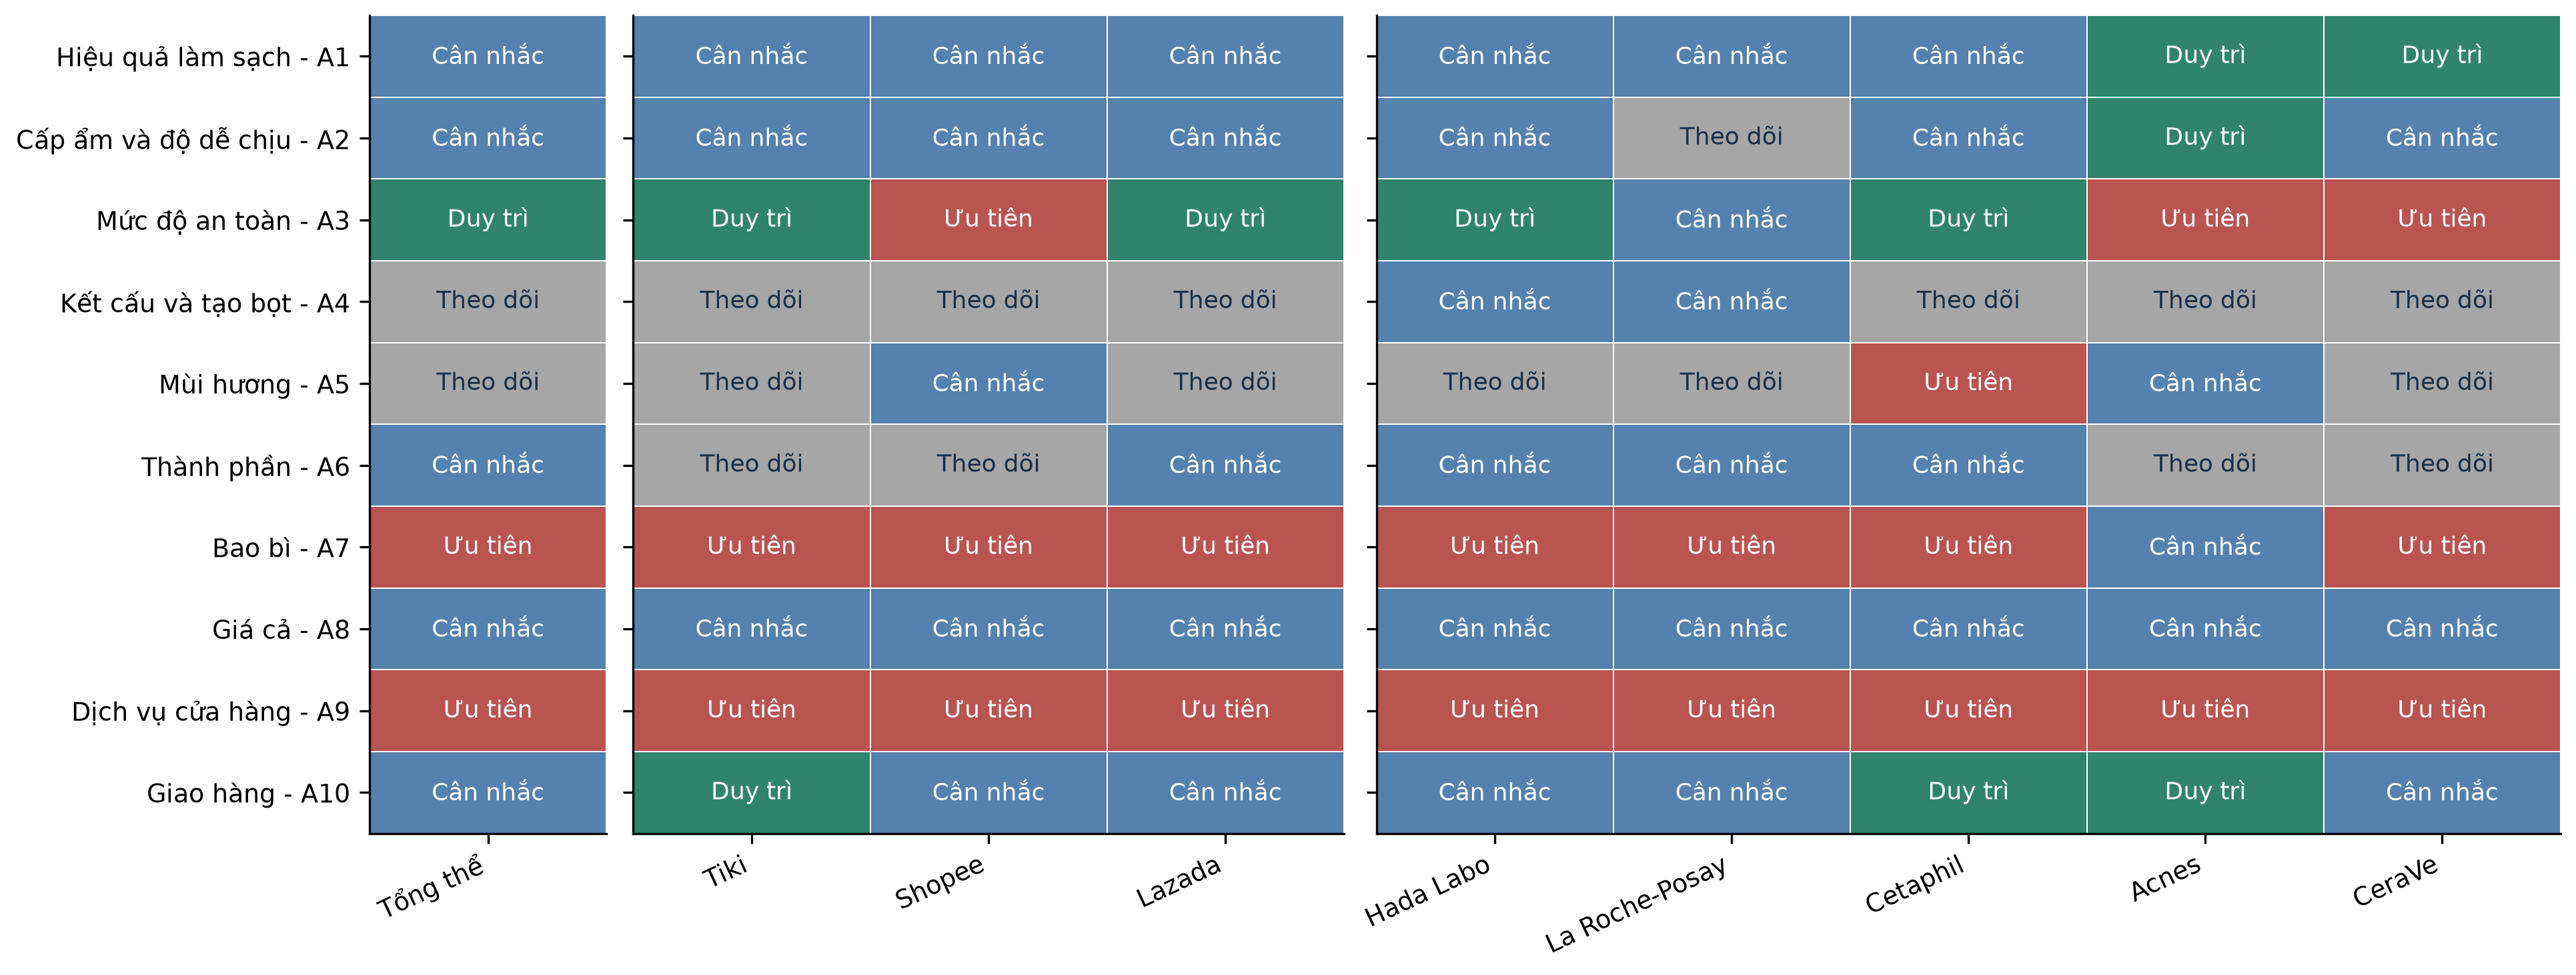 Hiệu quả làm sạch - A1 Cân nhắc Cân nhắc Cân nhắc Cân nhắc Cân nhắc Cân nhắc Cân nhắc Duy trì Duy trì
Cấp ẩm và độ dễ chịu - A2 Cân nhắc Cân nhắc Cân nhắc Cân nhắc Cân nhắc Theo dõi Cân nhắc Duy trì Cân nhắc
Mức độ an toàn - A3 Duy trì Duy trì Ưu tiên Duy trì Duy trì Cân nhắc Duy trì Ưu tiên Ưu tiên
Kết cấu và tạo bọt - A4 Theo dõi Theo dõi Theo dõi Theo dõi Cân nhắc Cân nhắc Theo dõi Theo dõi Theo dõi
Mùi hương - A5 Theo dõi Theo dõi Cân nhắc Theo dõi Theo dõi Theo dõi Ưu tiên Cân nhắc Theo dõi
Thành phần - A6 Cân nhắc Theo dõi Theo dõi Cân nhắc Cân nhắc Cân nhắc Cân nhắc Theo dõi Theo dõi
Bao bì - A7 Ưu tiên Ưu tiên Ưu tiên Ưu tiên Ưu tiên Ưu tiên Ưu tiên Cân nhắc Ưu tiên
Giá cả - A8 Cân nhắc Cân nhắc Cân nhắc Cân nhắc Cân nhắc Cân nhắc Cân nhắc Cân nhắc Cân nhắc
Dịch vụ cửa hàng - A9 Ưu tiên Ưu tiên Ưu tiên Ưu tiên Ưu tiên Ưu tiên Ưu tiên Ưu tiên Ưu tiên
Giao hàng - A10 Cân nhắc Duy trì Cân nhắc Cân nhắc Cân nhắc Cân nhắc Duy trì Duy trì Cân nhắc
Tổng thể Tiki Shopee Lazada Hada Labo La Roche-Posay Cetaphil Acnes CeraVe